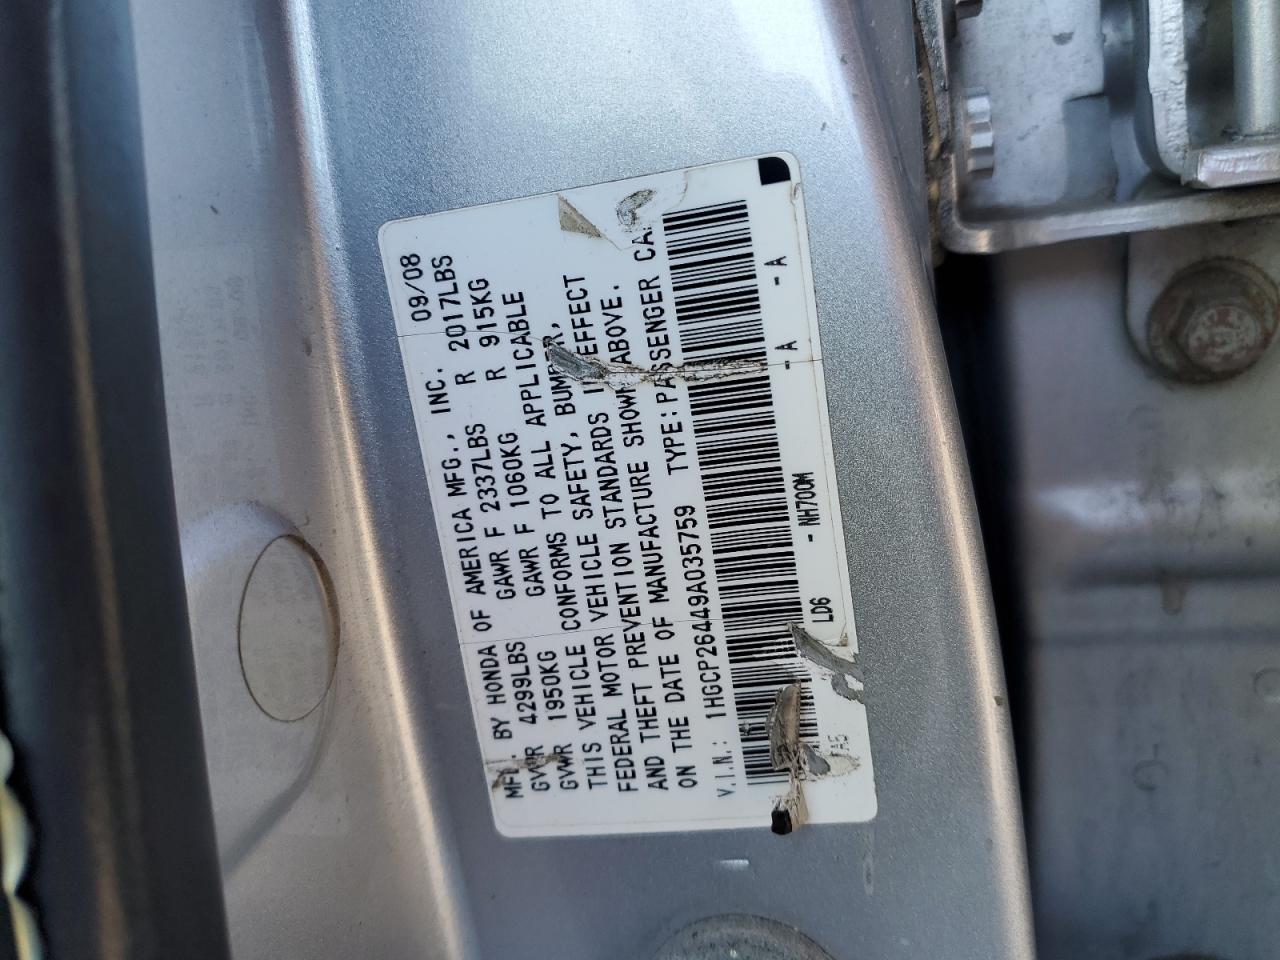 MFD. BY HONDA OF AMERICA MFG., INC. 09/08
GVWR 4299LBS GAWR F 2337LBS R 2017LBS
GVWR 1950KG GAWR F 1060KG R 915KG
THIS VEHICLE CONFORMS TO ALL APPLICABLE
FEDERAL MOTOR VEHICLE SAFETY, BUMPER,
AND THEFT PREVENTION STANDARDS IN EFFECT
ON THE DATE OF MANUFACTURE SHOWN ABOVE.
V.I.N.: 1HGCP26449A035759 TYPE:PASSENGER CA
TA5 LD6 - NH700M - A - A